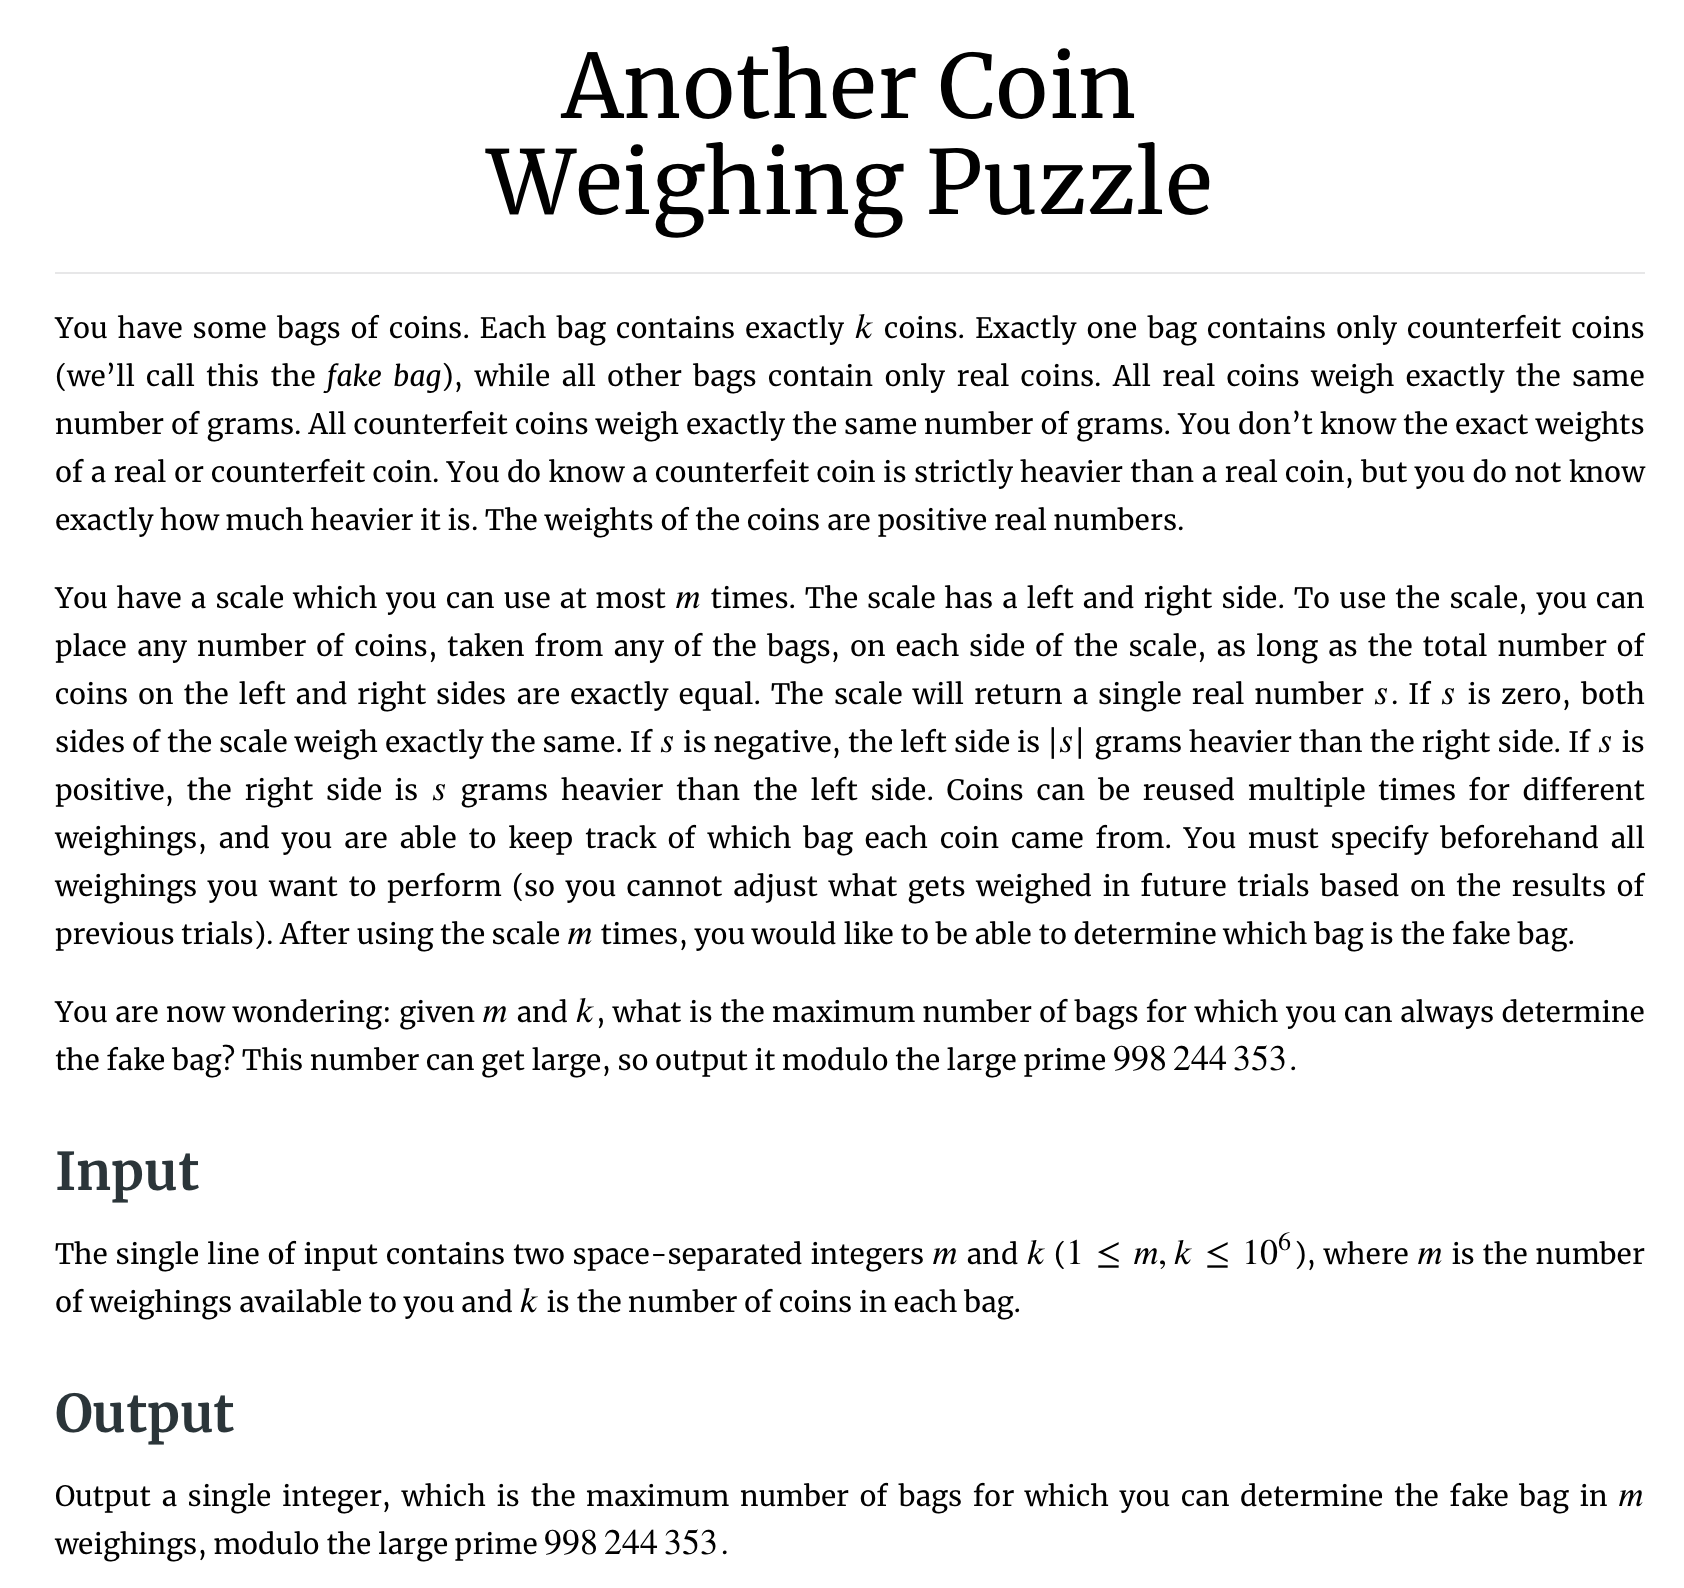 Another Coin
Weighing Puzzle
You have some bags of coins. Each bag contains exactly k coins. Exactly one bag contains only counterfeit coins
(we’ll call this the fake bag), while all other bags contain only real coins. All real coins weigh exactly the same
number of grams. All counterfeit coins weigh exactly the same number of grams. You don’t know the exact weights
of a real or counterfeit coin. You do know a counterfeit coin is strictly heavier than a real coin, but you do not know
exactly how much heavier it is. The weights of the coins are positive real numbers.
You have a scale which you can use at most m times. The scale has a left and right side. To use the scale, you can
place any number of coins, taken from any of the bags, on each side of the scale, as long as the total number of
coins on the left and right sides are exactly equal. The scale will return a single real number s. If s is zero, both
sides of the scale weigh exactly the same. If s is negative, the left side is |s| grams heavier than the right side. If s is
positive, the right side is s grams heavier than the left side. Coins can be reused multiple times for different
weighings, and you are able to keep track of which bag each coin came from. You must specify beforehand all
weighings you want to perform (so you cannot adjust what gets weighed in future trials based on the results of
previous trials). After using the scale m times, you would like to be able to determine which bag is the fake bag.
You are now wondering: given m and k, what is the maximum number of bags for which you can always determine
the fake bag? This number can get large, so output it modulo the large prime 998 244 353.
Input
The single line of input contains two space-separated integers m and k (1 ≤ m, k ≤ 10⁶), where m is the number
of weighings available to you and k is the number of coins in each bag.
Output
Output a single integer, which is the maximum number of bags for which you can determine the fake bag in m
weighings, modulo the large prime 998 244 353.